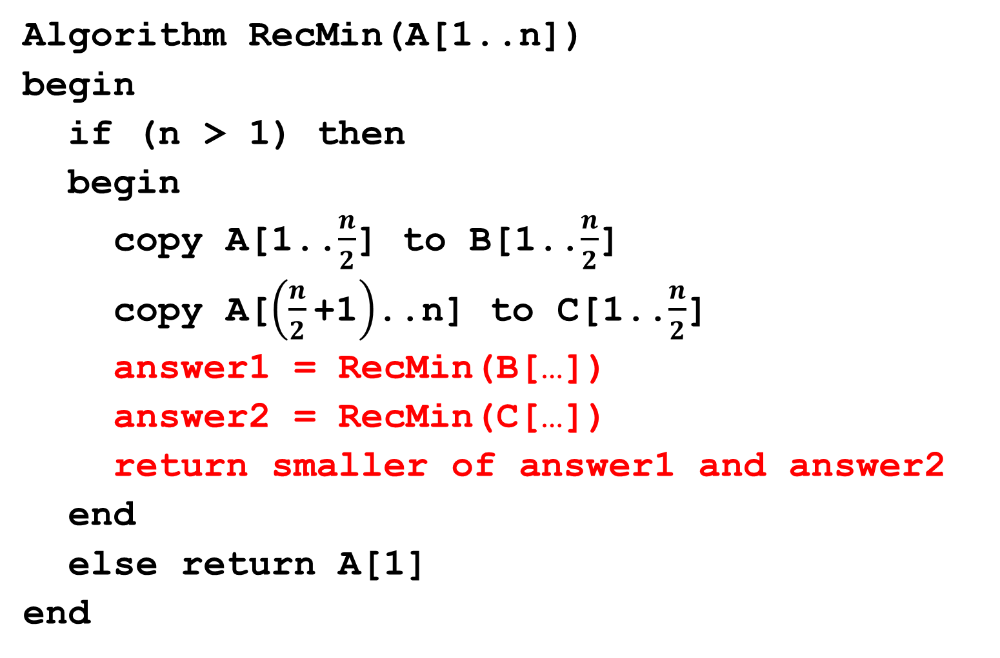 Algorithm RecMin(A[1..n])
begin
if (n > 1) then
begin
copy A[1..n/2] to B[1..n/2]
copy A[(n/2+1)..n] to C[1..n/2]
answer1 = RecMin(B[…])
answer2 = RecMin(C[…])
return smaller of answer1 and answer2
end
else return A[1]
end